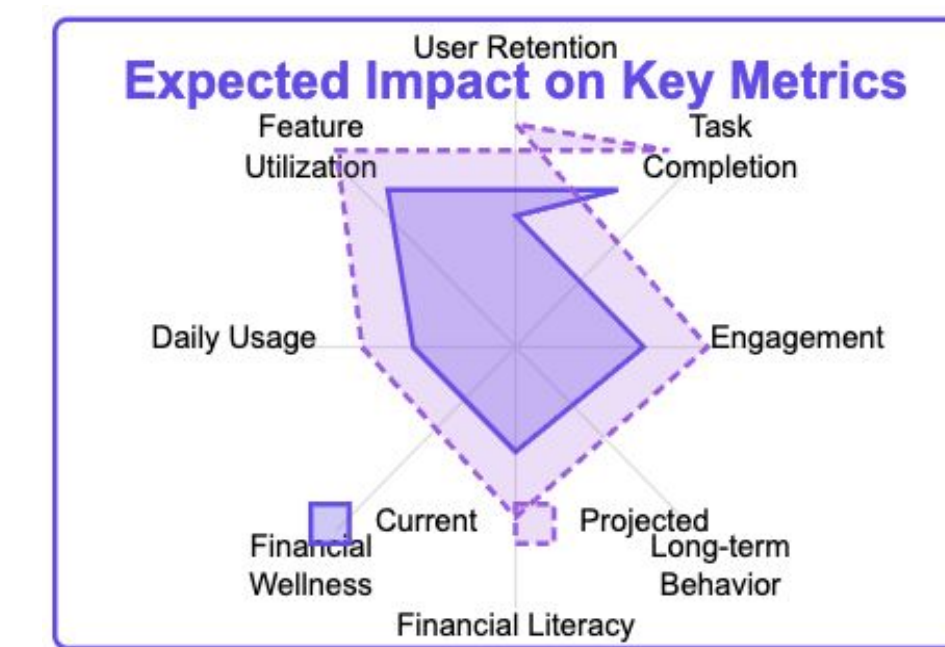 User Retention
Expected Impact on Key Metrics
Feature
Utilization
Task
Completion
Daily Usage
Engagement
Current
Projected
Financial
Wellness
Long-term
Behavior
Financial Literacy